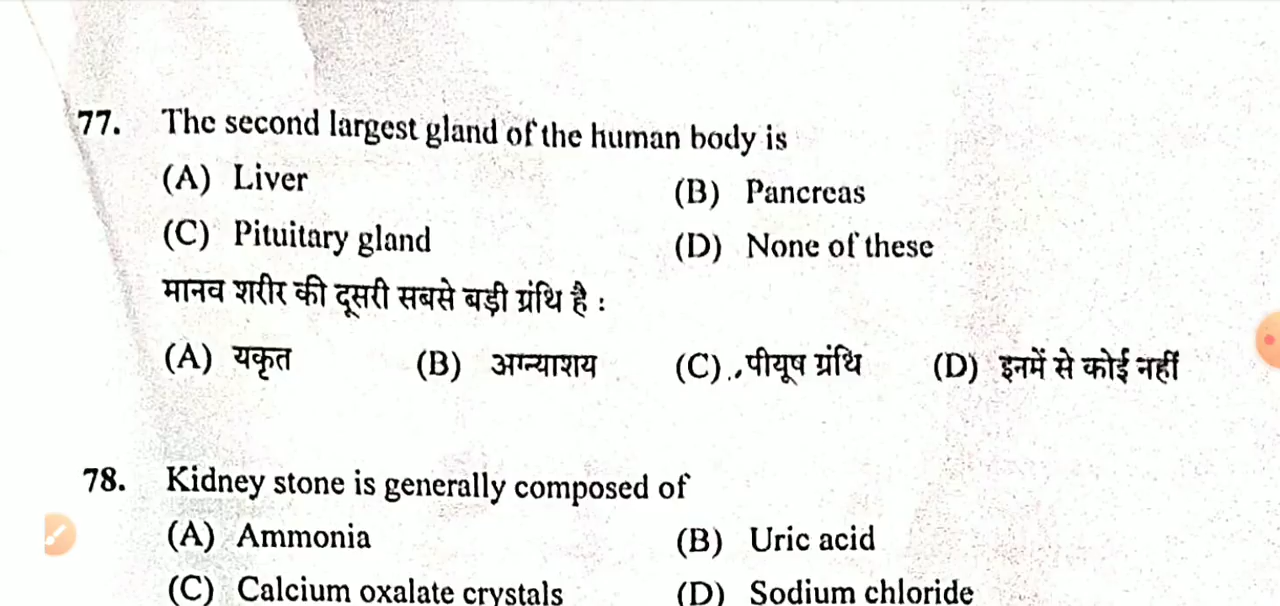 77. The second largest gland of the human body is
(A) Liver (B) Pancreas
(C) Pituitary gland (D) None of these
मानव शरीर की दूसरी सबसे बड़ी ग्रंथि है :
(A) यकृत (B) अग्न्याशय (C) पीयूष ग्रंथि (D) इनमें से कोई नहीं
78. Kidney stone is generally composed of
(A) Ammonia (B) Uric acid
(C) Calcium oxalate crystals (D) Sodium chloride